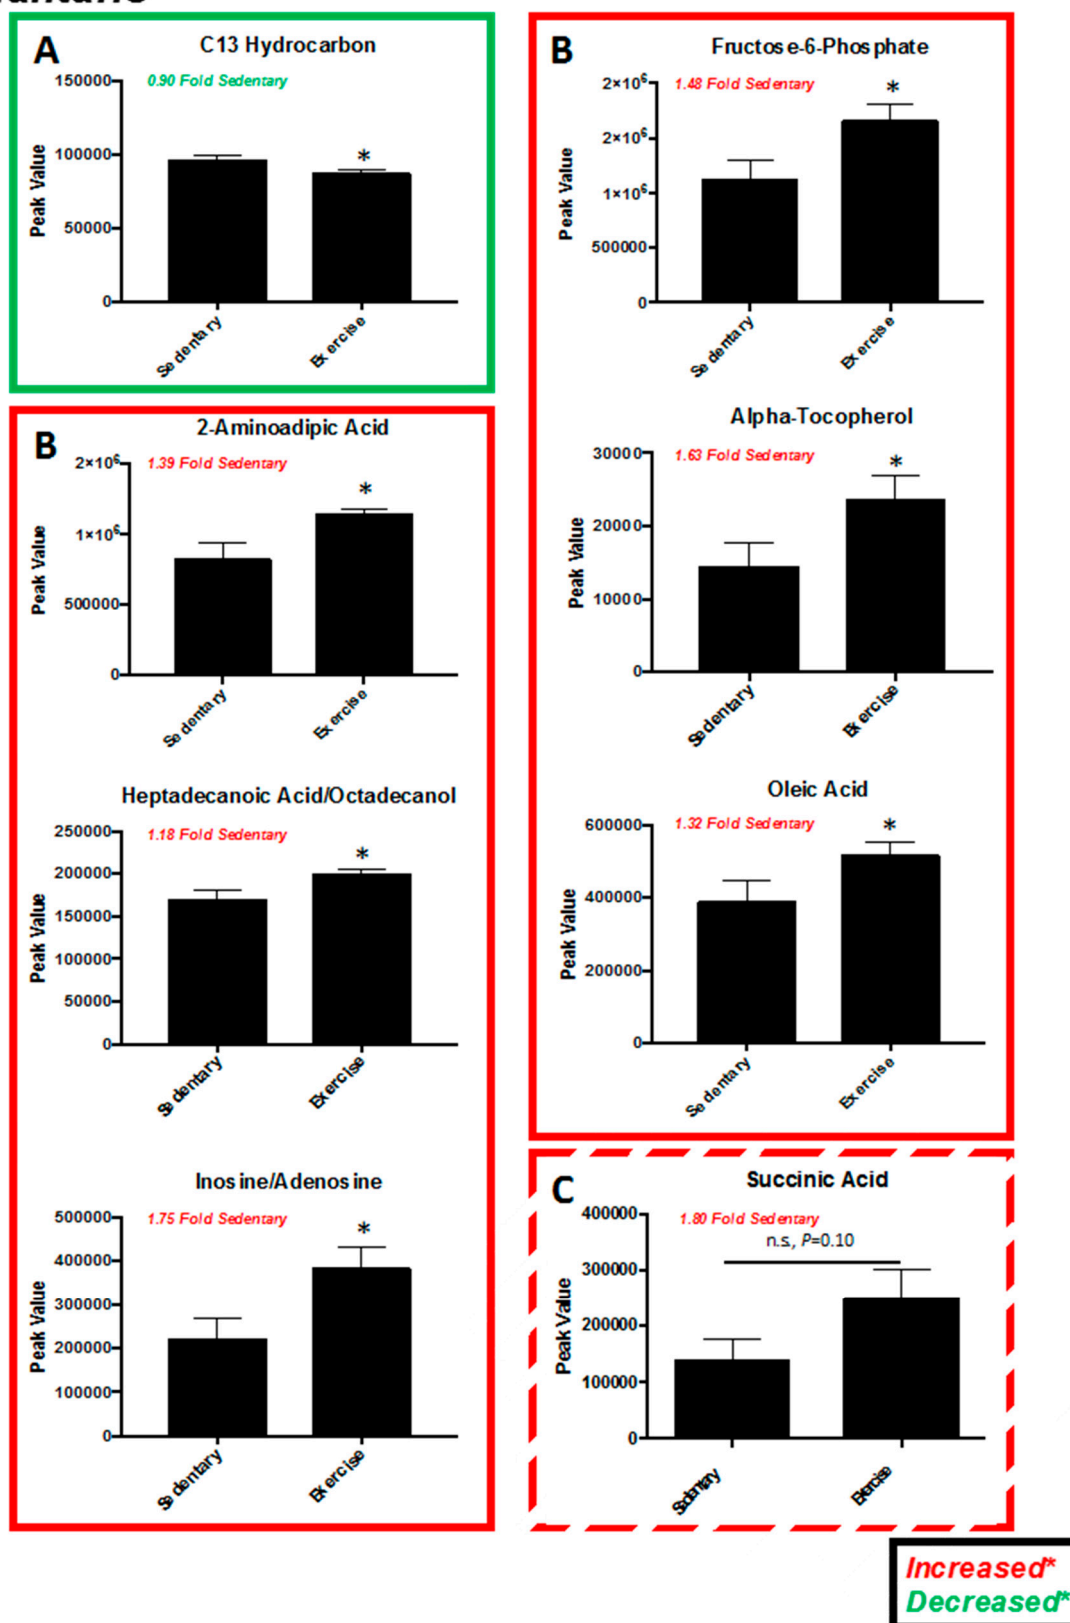 A
C13 Hydrocarbon
0.90 Fold Sedentary
150000
100000
50000
0
Peak Value
*
Sedentary
Exercise
B
2-Aminoadipic Acid
1.39 Fold Sedentary
2×10⁶
1×10⁶
500000
0
Peak Value
*
Sedentary
Exercise
Heptadecanoic Acid/Octadecanol
1.18 Fold Sedentary
250000
200000
150000
100000
50000
0
Peak Value
*
Sedentary
Exercise
Inosine/Adenosine
1.75 Fold Sedentary
500000
400000
300000
200000
100000
0
Peak Value
*
Sedentary
Exercise
B
Fructose-6-Phosphate
1.48 Fold Sedentary
2×10⁶
2×10⁶
1×10⁶
500000
0
Peak Value
*
Sedentary
Exercise
Alpha-Tocopherol
1.63 Fold Sedentary
30000
20000
10000
0
Peak Value
*
Sedentary
Exercise
Oleic Acid
1.32 Fold Sedentary
600000
400000
200000
0
Peak Value
*
Sedentary
Exercise
C
Succinic Acid
1.80 Fold Sedentary
n.s., P=0.10
400000
300000
200000
100000
0
Peak Value
Sedentary
Exercise
Increased*
Decreased*